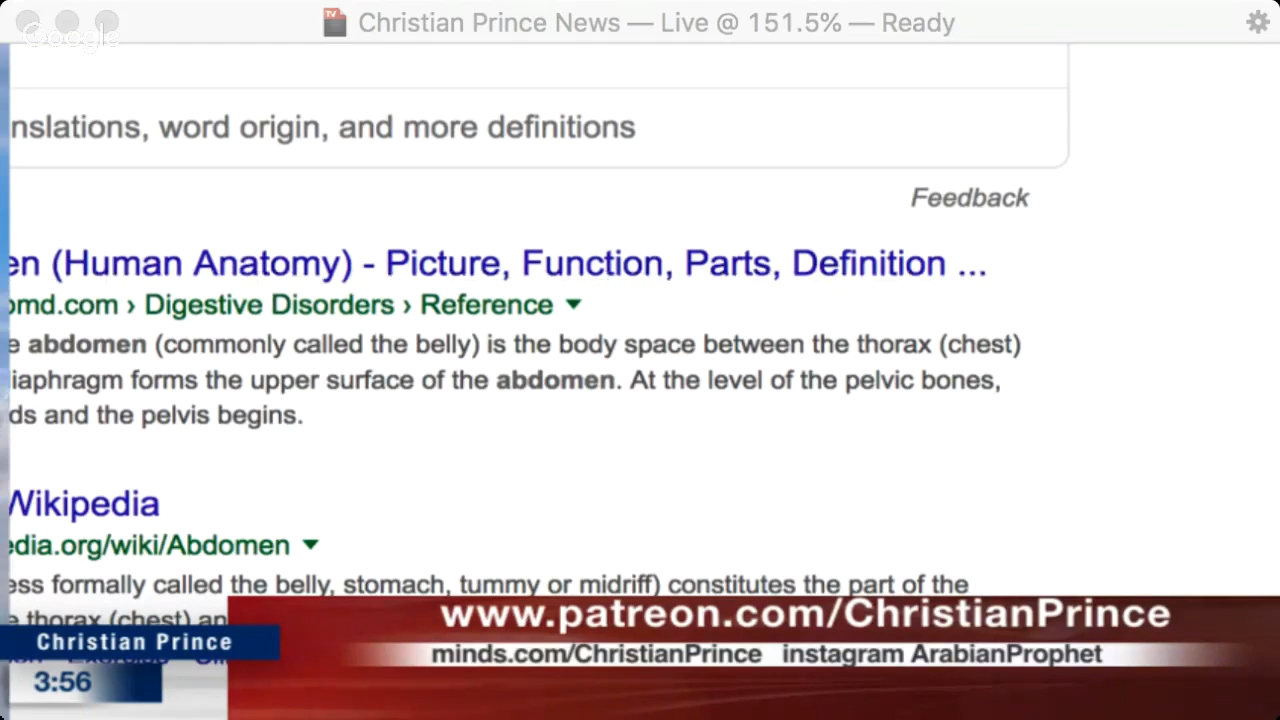 Christian Prince News — Live @ 151.5% — Ready
Google
nslations, word origin, and more definitions
Feedback
en (Human Anatomy) - Picture, Function, Parts, Definition ...
omd.com › Digestive Disorders › Reference
e abdomen (commonly called the belly) is the body space between the thorax (chest)
iaphragm forms the upper surface of the abdomen. At the level of the pelvic bones,
ds and the pelvis begins.
Wikipedia
edia.org/wiki/Abdomen
ess formally called the belly, stomach, tummy or midriff) constitutes the part of the
e thorax (chest) an
www.patreon.com/ChristianPrince
Christian Prince
minds.com/ChristianPrince instagram ArabianProphet
3:56